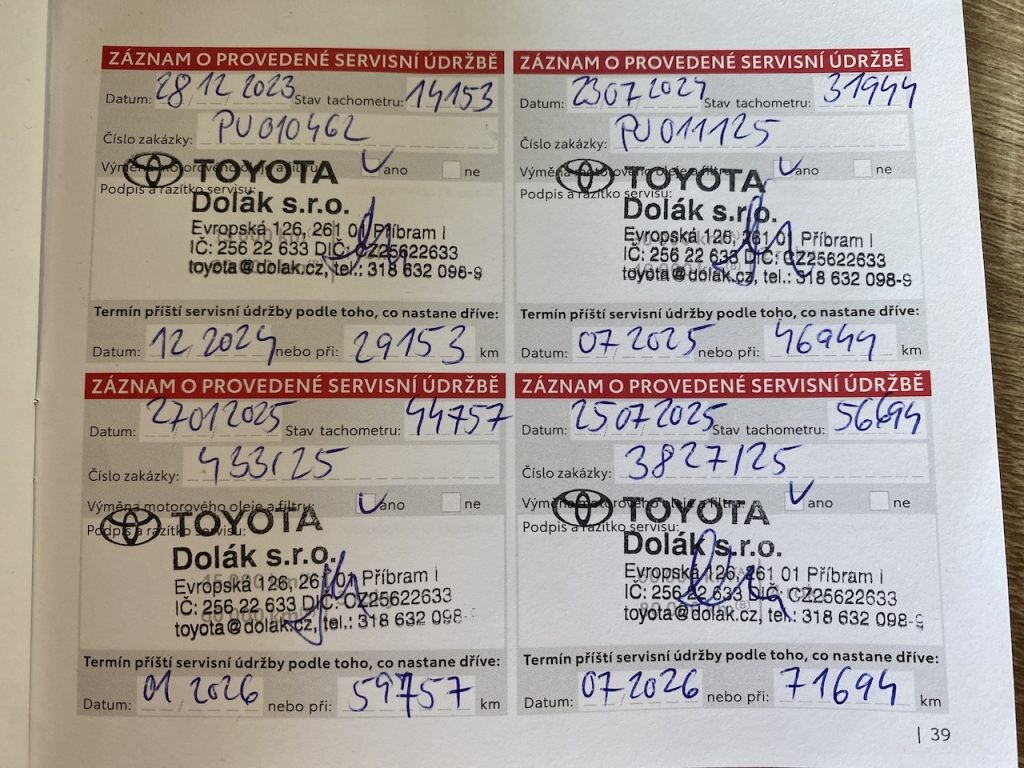 ZÁZNAM O PROVEDENÉ SERVISNÍ ÚDRŽBĚ
Datum: 28 12 2023 Stav tachometru: 14153
Číslo zakázky: PU010462
Výměna motorového oleje a filtru: ano ne
Podpis a razítko servisu:
TOYOTA
Dolák s.r.o.
Evropská 126, 261 01 Příbram I
IČ: 256 22 633 DIČ: CZ25622633
toyota@dolak.cz, tel.: 318 632 098-9
Termín příští servisní údržby podle toho, co nastane dříve:
Datum: 12 2024 nebo při: 29153 km
ZÁZNAM O PROVEDENÉ SERVISNÍ ÚDRŽBĚ
Datum: 23 07 2024 Stav tachometru: 31944
Číslo zakázky: PU011125
Výměna motorového oleje a filtru: ano ne
Podpis a razítko servisu:
TOYOTA
Dolák s.r.o.
Evropská 126, 261 01 Příbram I
IČ: 256 22 633 DIČ: CZ25622633
toyota@dolak.cz, tel.: 318 632 098-9
Termín příští servisní údržby podle toho, co nastane dříve:
Datum: 07 2025 nebo při: 46944 km
ZÁZNAM O PROVEDENÉ SERVISNÍ ÚDRŽBĚ
Datum: 27 01 2025 Stav tachometru: 44757
Číslo zakázky: 433/25
Výměna motorového oleje a filtru: ano ne
Podpis a razítko servisu:
TOYOTA
Dolák s.r.o.
Evropská 126, 261 01 Příbram I
IČ: 256 22 633 DIČ: CZ25622633
toyota@dolak.cz, tel.: 318 632 098-9
Termín příští servisní údržby podle toho, co nastane dříve:
Datum: 01 2026 nebo při: 59757 km
ZÁZNAM O PROVEDENÉ SERVISNÍ ÚDRŽBĚ
Datum: 25 07 2025 Stav tachometru: 56694
Číslo zakázky: 3827/25
Výměna motorového oleje a filtru: ano ne
Podpis a razítko servisu:
TOYOTA
Dolák s.r.o.
Evropská 126, 261 01 Příbram I
IČ: 256 22 633 DIČ: CZ25622633
toyota@dolak.cz, tel.: 318 632 098-9
Termín příští servisní údržby podle toho, co nastane dříve:
Datum: 07 2026 nebo při: 71694 km
| 39